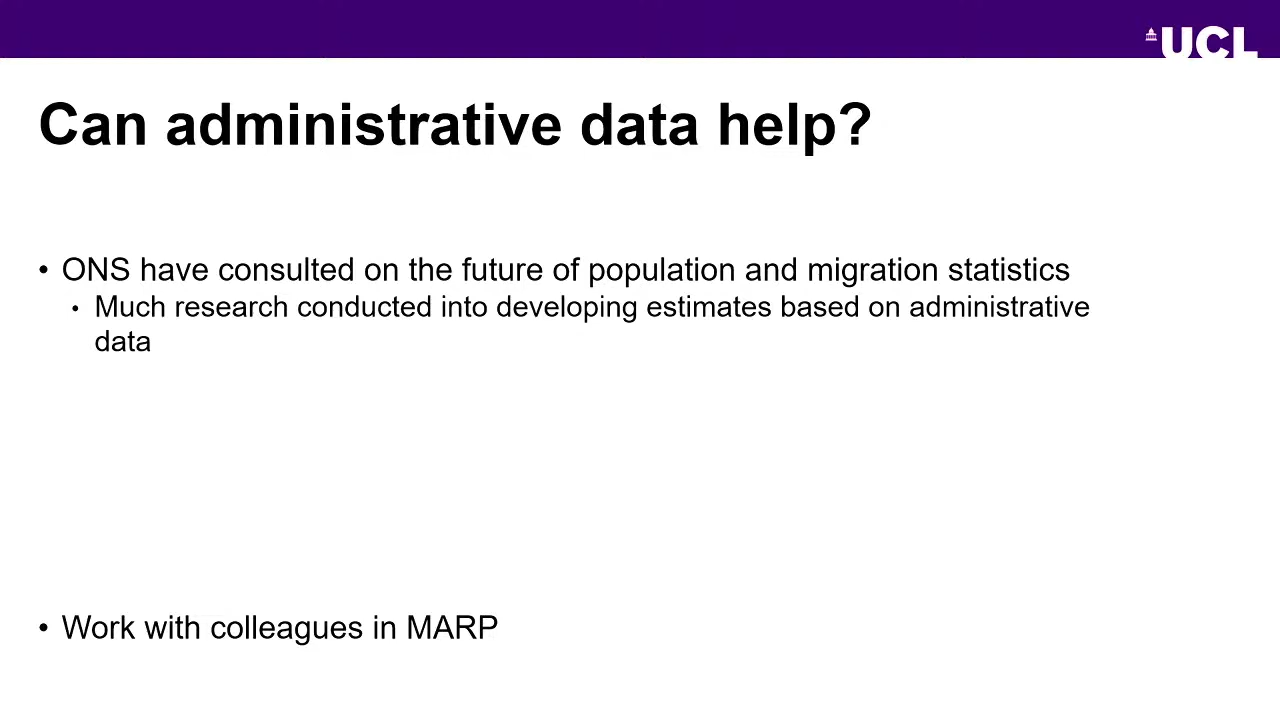 UCL
Can administrative data help?
• ONS have consulted on the future of population and migration statistics
• Much research conducted into developing estimates based on administrative
data
• Work with colleagues in MARP